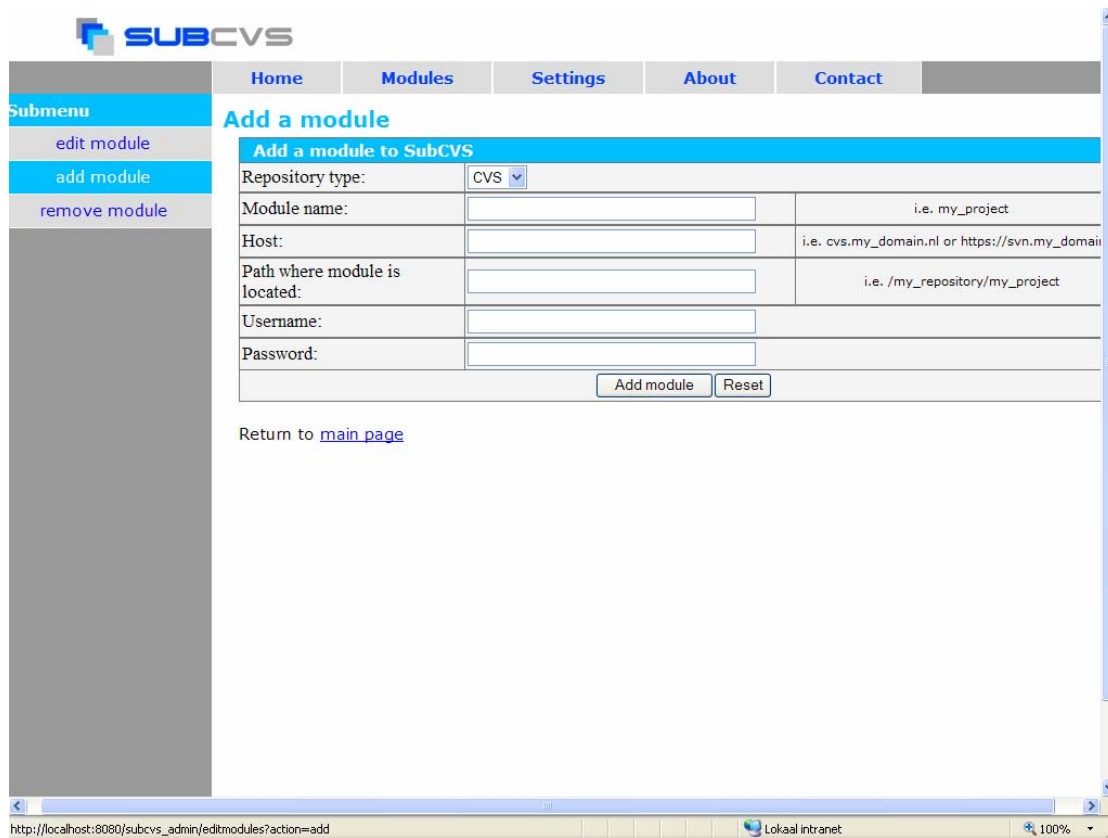 SUBCVS
Home Modules Settings About Contact
Submenu
edit module
add module
remove module
Add a module
Add a module to SubCVS
Repository type: CVS
Module name: i.e. my_project
Host: i.e. cvs.my_domain.nl or https://svn.my_domai
Path where module is
located: i.e. /my_repository/my_project
Username:
Password:
Add module Reset
Return to main page
http://localhost:8080/subcvs_admin/editmodules?action=add Lokaal intranet 100%